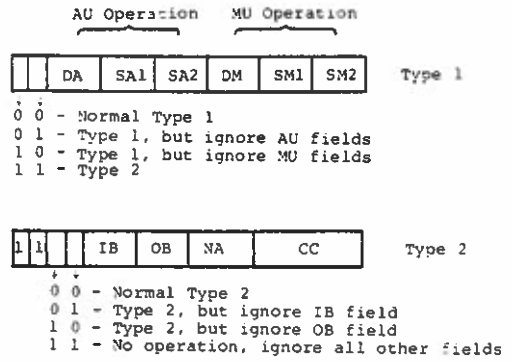 AU Operation MU Operation
DA SA1 SA2 DM SM1 SM2 Type 1
0 0 - Normal Type 1
0 1 - Type 1, but ignore AU fields
1 0 - Type 1, but ignore MU fields
1 1 - Type 2
1 1 IB OB NA CC Type 2
0 0 - Normal Type 2
0 1 - Type 2, but ignore IB field
1 0 - Type 2, but ignore OB field
1 1 - No operation, ignore all other fields